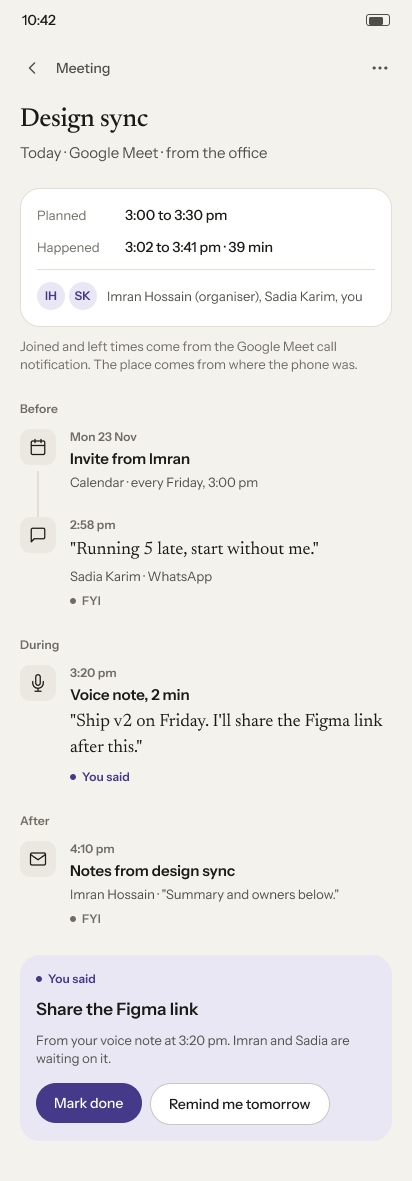 10:42
Meeting
Design sync
Today · Google Meet · from the office
Planned 3:00 to 3:30 pm
Happened 3:02 to 3:41 pm · 39 min
IH SK Imran Hossain (organiser), Sadia Karim, you
Joined and left times come from the Google Meet call
notification. The place comes from where the phone was.
Before
Mon 23 Nov
Invite from Imran
Calendar · every Friday, 3:00 pm
2:58 pm
"Running 5 late, start without me."
Sadia Karim · WhatsApp
FYI
During
3:20 pm
Voice note, 2 min
"Ship v2 on Friday. I'll share the Figma link
after this."
You said
After
4:10 pm
Notes from design sync
Imran Hossain · "Summary and owners below."
FYI
You said
Share the Figma link
From your voice note at 3:20 pm. Imran and Sadia are
waiting on it.
Mark done Remind me tomorrow